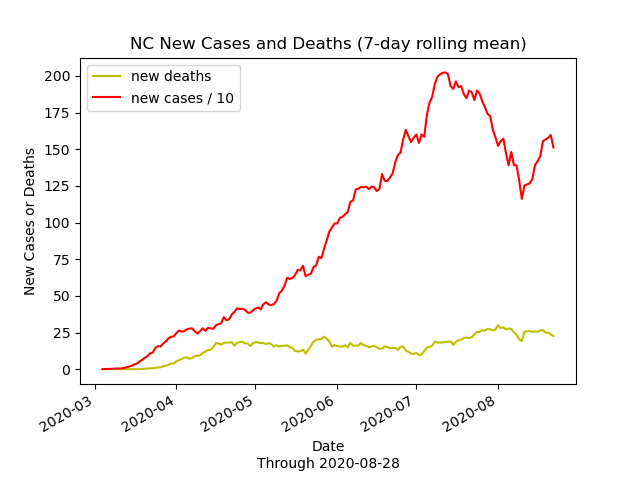 NC New Cases and Deaths (7-day rolling mean)
new deaths
new cases / 10
200
175
150
125
100
75
50
25
0
New Cases or Deaths
2020-03
2020-04
2020-05
2020-06
2020-07
2020-08
Date
Through 2020-08-28